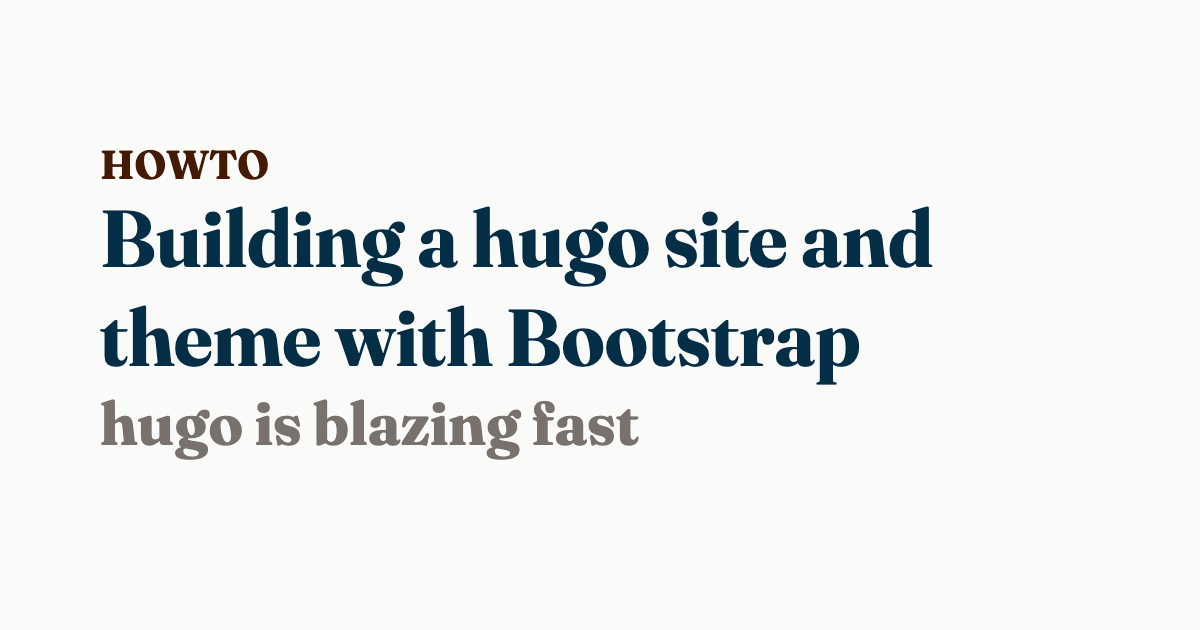 HOWTO
Building a hugo site and
theme with Bootstrap
hugo is blazing fast